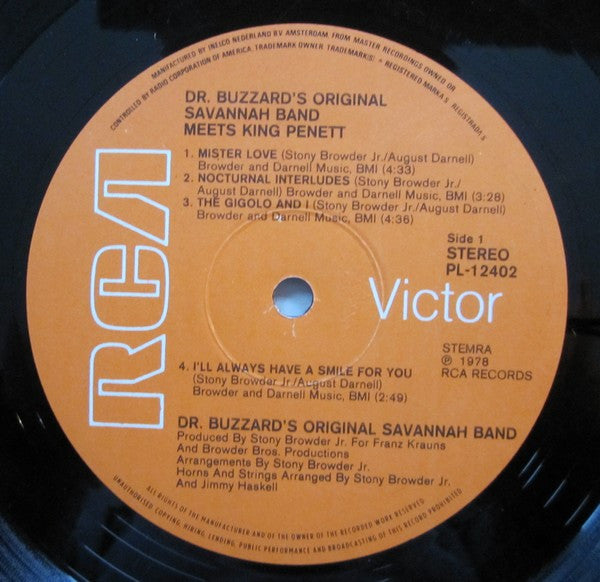 MANUFACTURED BY INELCO NEDERLAND BV AMSTERDAM FROM MASTER RECORDINGS OWNED OR
CONTROLLED BY RADIO CORPORATION OF AMERICA. TRADEMARK OWNER TRADEMARK(S) ® REGISTERED MARKAS REGISTRADAS
DR. BUZZARD'S ORIGINAL
SAVANNAH BAND
MEETS KING PENETT
1. MISTER LOVE (Stony Browder Jr./August Darnell)
Browder and Darnell Music, BMI (4:33)
2. NOCTURNAL INTERLUDES (Stony Browder Jr./
August Darnell) Browder and Darnell Music, BMI (3:28)
3. THE GIGOLO AND I (Stony Browder Jr./August Darnell)
Browder and Darnell Music, BMI (4:36)
Side 1
STEREO
PL-12402
RCA
Victor
STEMRA
℗ 1978
RCA RECORDS
4. I'LL ALWAYS HAVE A SMILE FOR YOU
(Stony Browder Jr./August Darnell)
Browder and Darnell Music, BMI (2:49)
DR. BUZZARD'S ORIGINAL SAVANNAH BAND
Produced By Stony Browder Jr. For Franz Krauns
And Browder Bros. Productions
Arrangements By Stony Browder Jr.
Horns And Strings Arranged By Stony Browder Jr.
And Jimmy Haskell
ALL RIGHTS OF THE MANUFACTURER AND OF THE OWNER OF THE RECORDED WORK RESERVED
UNAUTHORISED COPYING, HIRING, LENDING, PUBLIC PERFORMANCE AND BROADCASTING OF THIS RECORD PROHIBITED